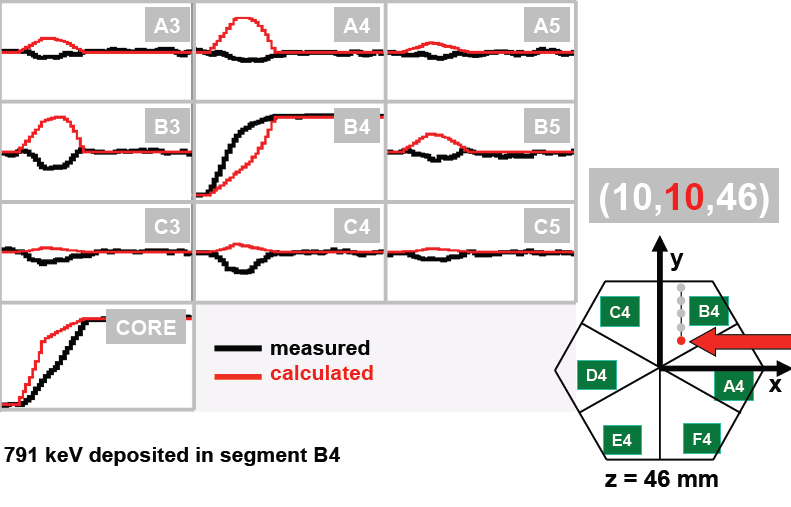 A3
A4
A5
B3
B4
B5
C3
C4
C5
CORE
measured
calculated
791 keV deposited in segment B4
(10,10,46)
y
C4
B4
D4
A4
x
E4
F4
z = 46 mm